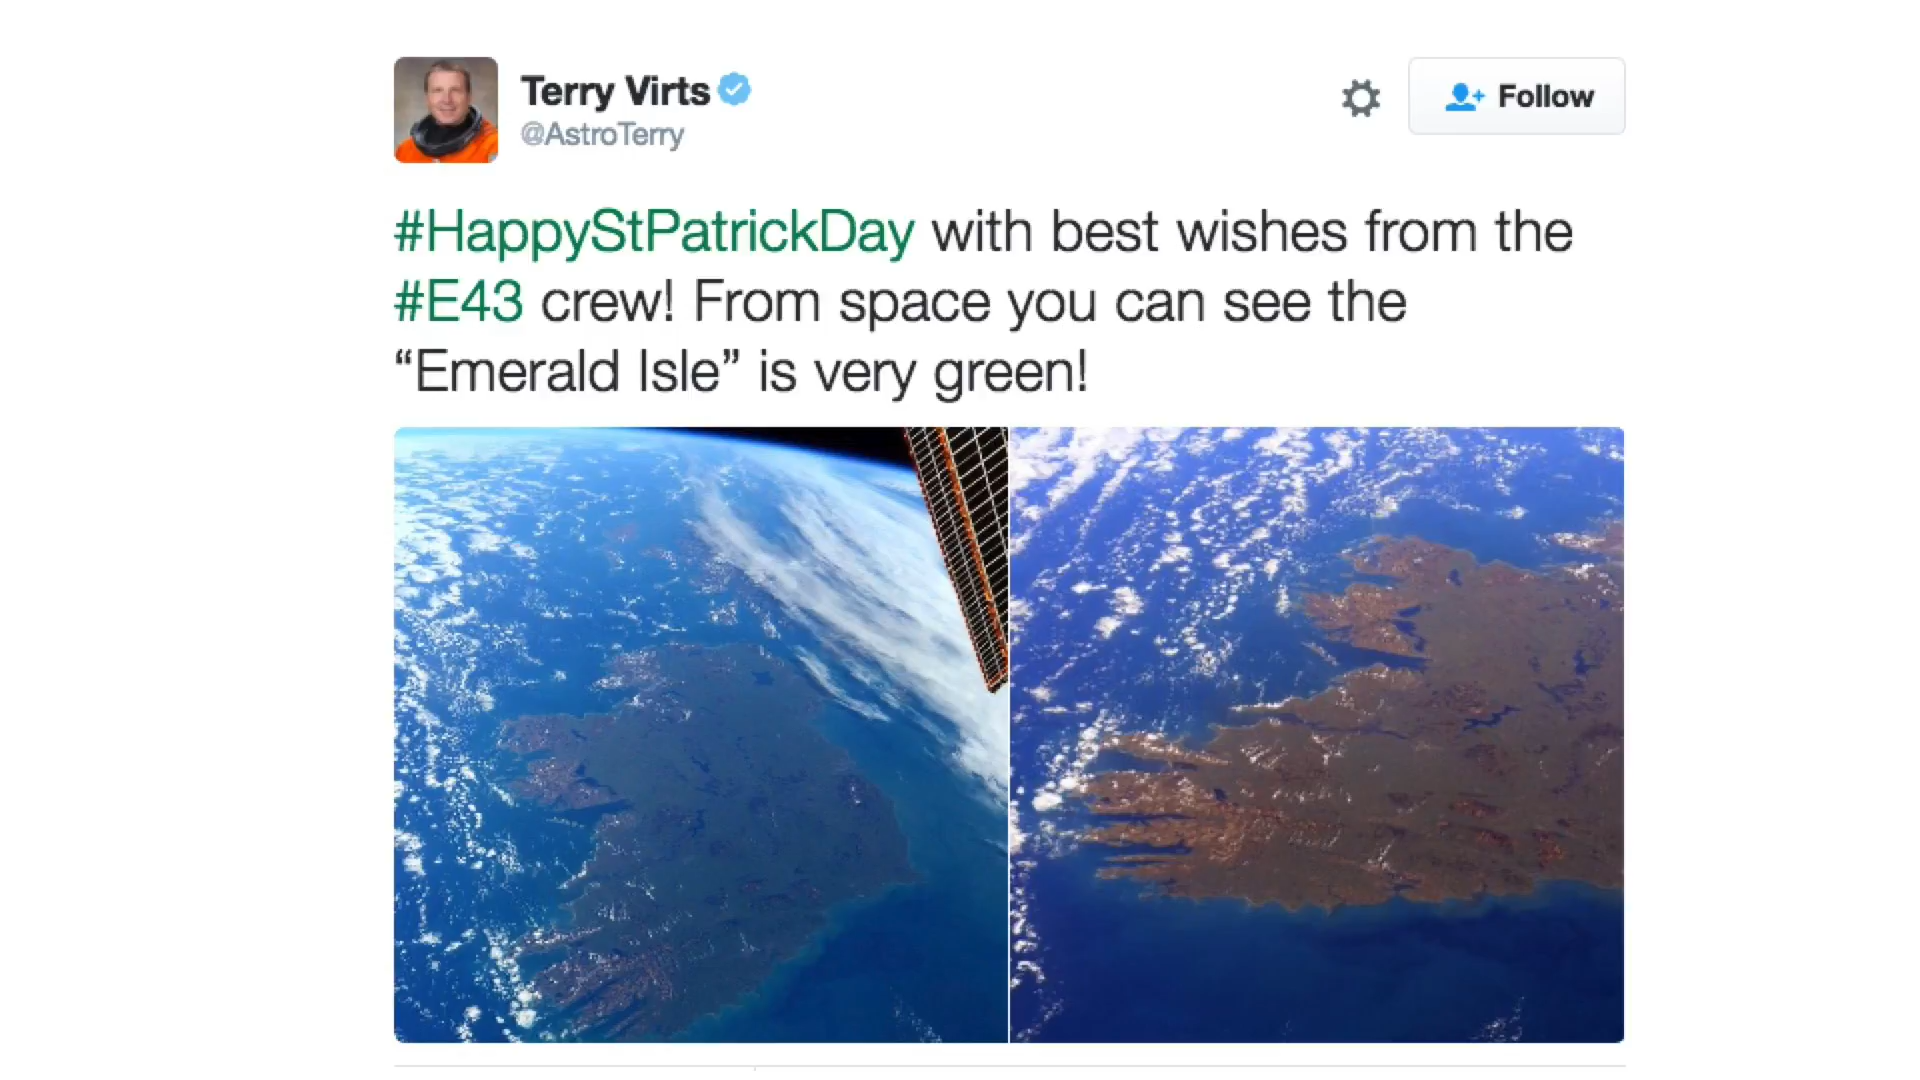 Terry Virts
@AstroTerry
Follow
#HappyStPatrickDay with best wishes from the
#E43 crew! From space you can see the
“Emerald Isle” is very green!